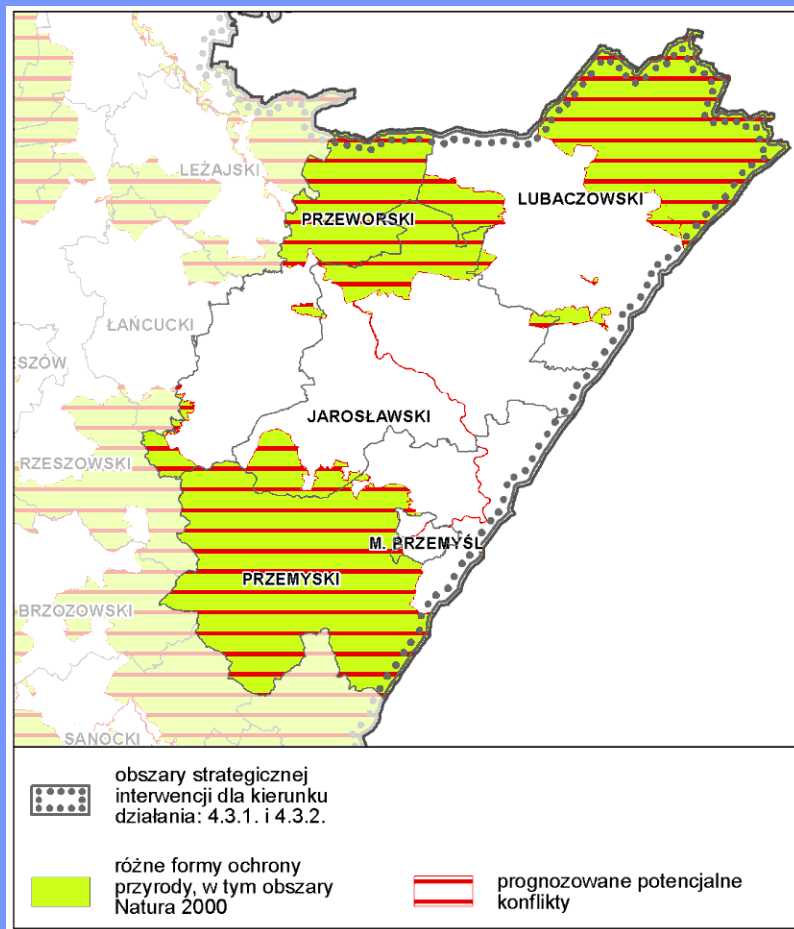 LEŻAJSKI
LUBACZOWSKI
PRZEWORSKI
ŁAŃCUCKI
ESZÓW
JAROSŁAWSKI
RZESZOWSKI
M. PRZEMYŚL
PRZEMYSKI
BRZOZOWSKI
SANOCKI
obszary strategicznej
interwencji dla kierunku
działania: 4.3.1. i 4.3.2.
różne formy ochrony
przyrody, w tym obszary
Natura 2000
prognozowane potencjalne
konflikty